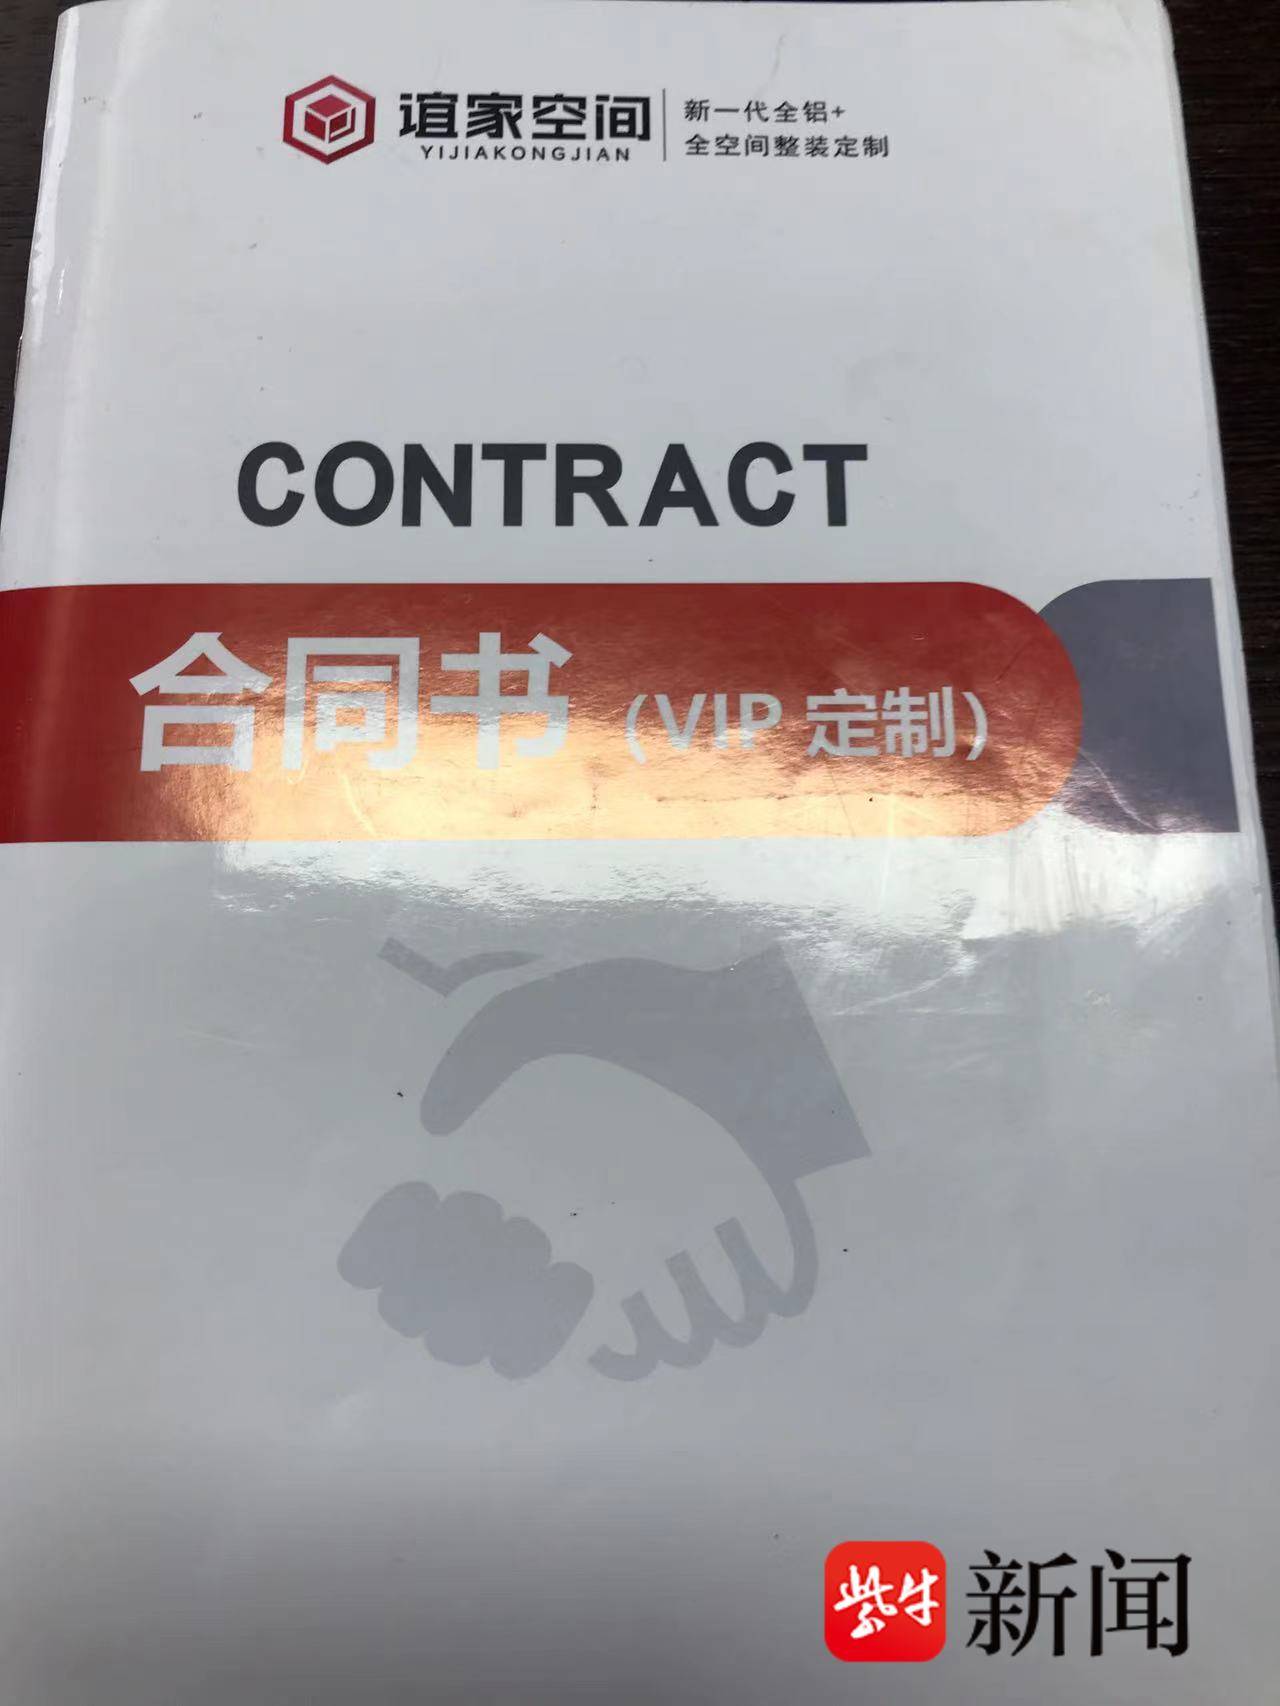 谊家空间
YIJIAKONGJIAN
新一代全铝+
全空间整装定制
CONTRACT
合同书（VIP 定制）
紫牛新闻